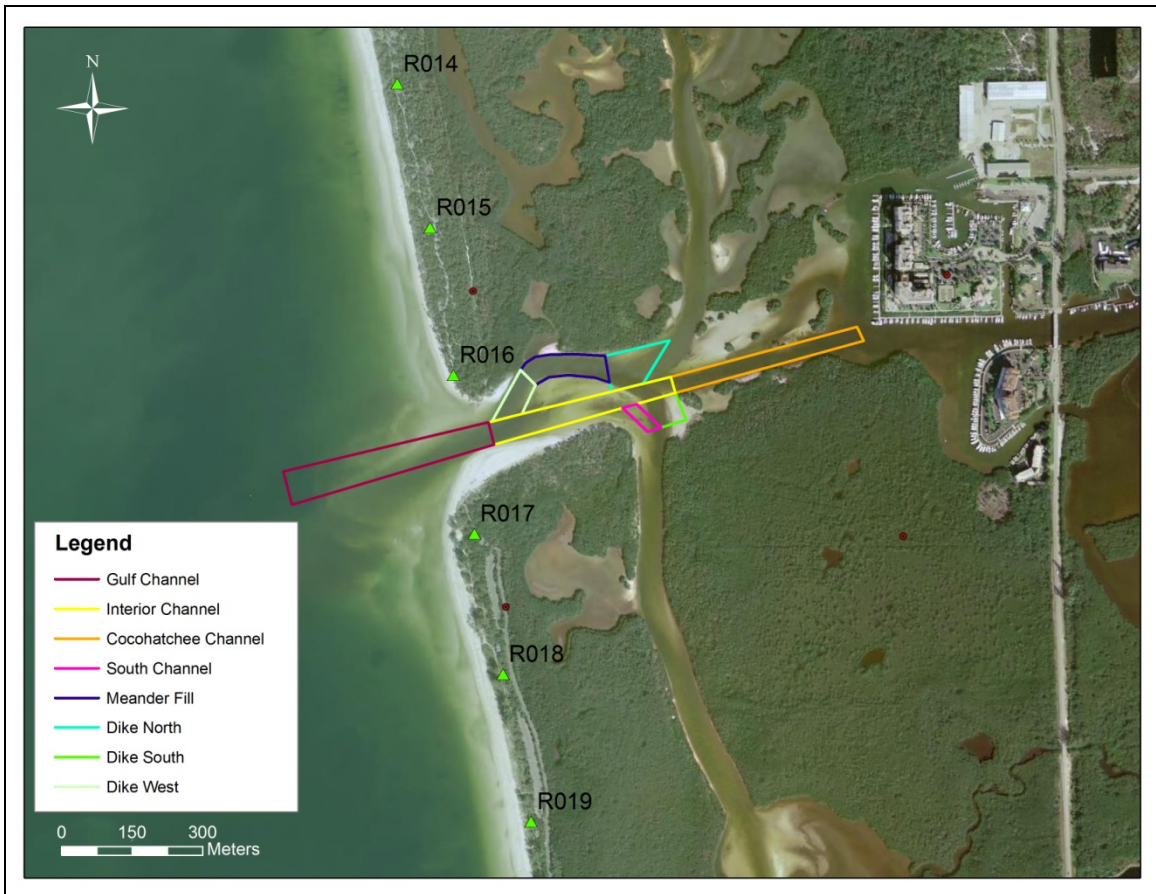 N
R014
R015
R016
R017
R018
R019
Legend
Gulf Channel
Interior Channel
Cocohatchee Channel
South Channel
Meander Fill
Dike North
Dike South
Dike West
0 150 300
Meters